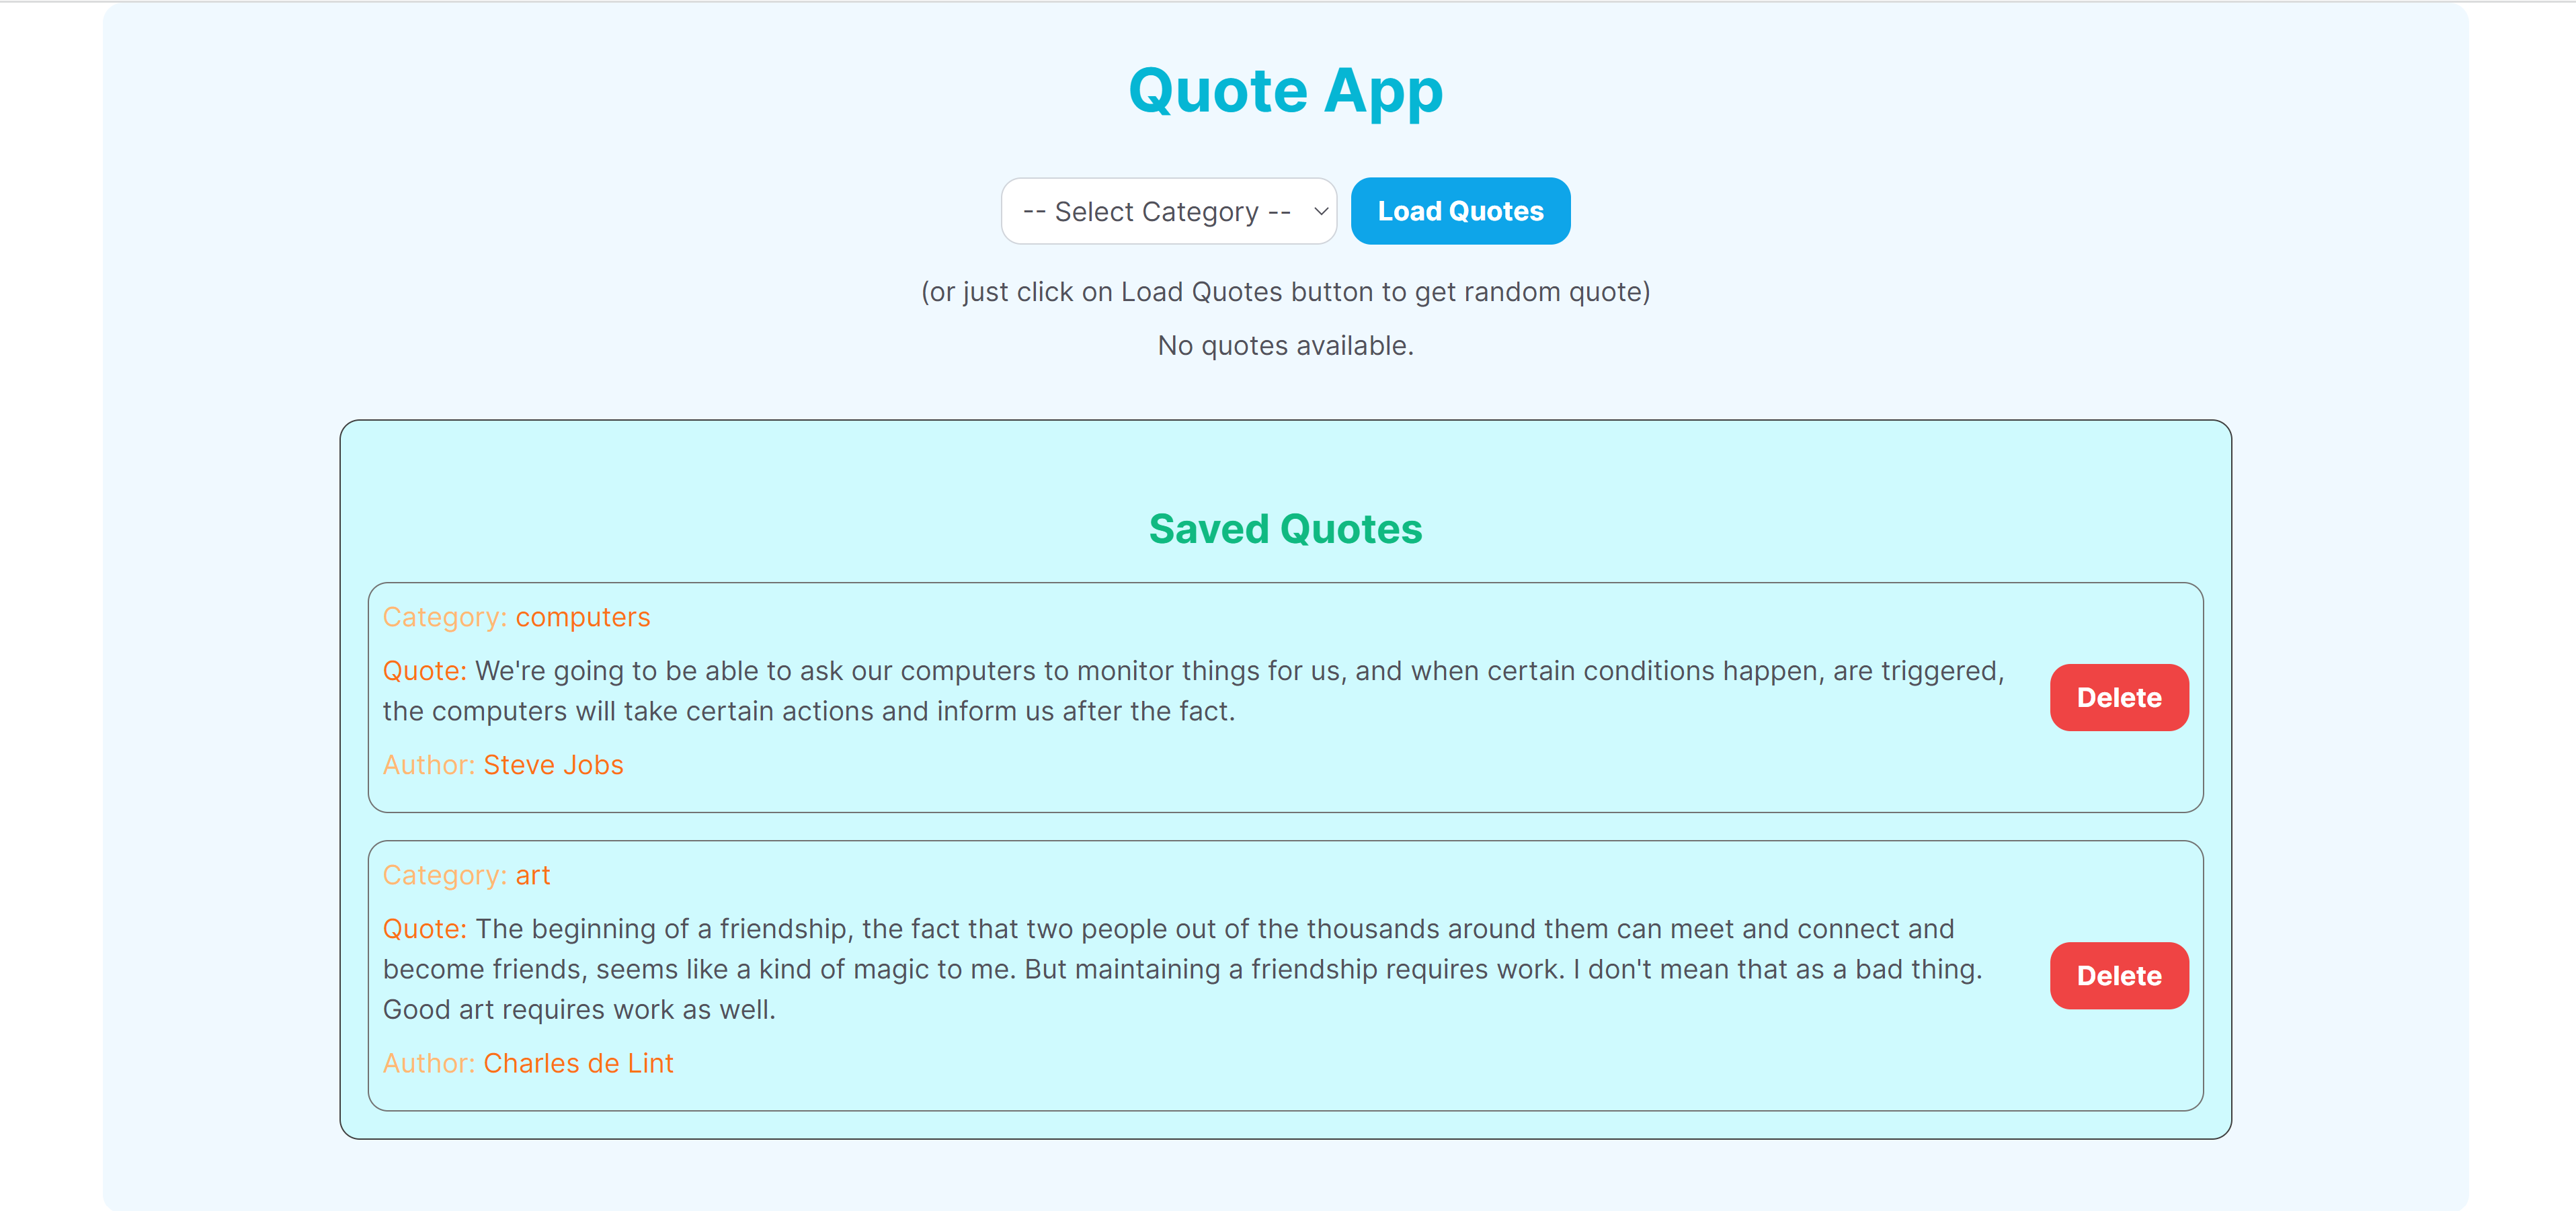 Quote App
-- Select Category --
Load Quotes
(or just click on Load Quotes button to get random quote)
No quotes available.
Saved Quotes
Category: computers
Quote: We're going to be able to ask our computers to monitor things for us, and when certain conditions happen, are triggered,
the computers will take certain actions and inform us after the fact.
Delete
Author: Steve Jobs
Category: art
Quote: The beginning of a friendship, the fact that two people out of the thousands around them can meet and connect and
become friends, seems like a kind of magic to me. But maintaining a friendship requires work. I don't mean that as a bad thing.
Good art requires work as well.
Delete
Author: Charles de Lint